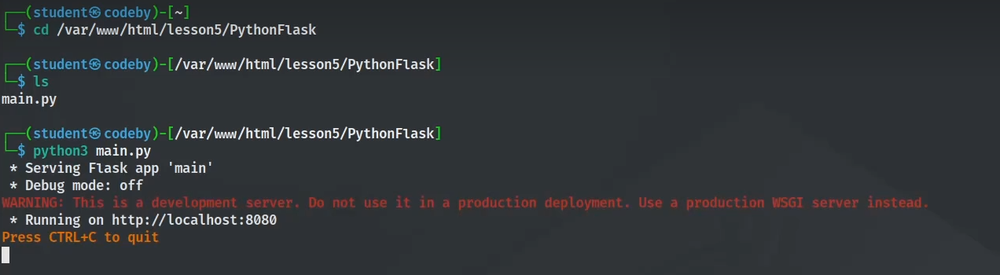 ┌──(student㉿codeby)-[~]
└─$ cd /var/www/html/lesson5/PythonFlask
┌──(student㉿codeby)-[/var/www/html/lesson5/PythonFlask]
└─$ ls
main.py
┌──(student㉿codeby)-[/var/www/html/lesson5/PythonFlask]
└─$ python3 main.py
 * Serving Flask app 'main'
 * Debug mode: off
WARNING: This is a development server. Do not use it in a production deployment. Use a production WSGI server instead.
 * Running on http://localhost:8080
Press CTRL+C to quit